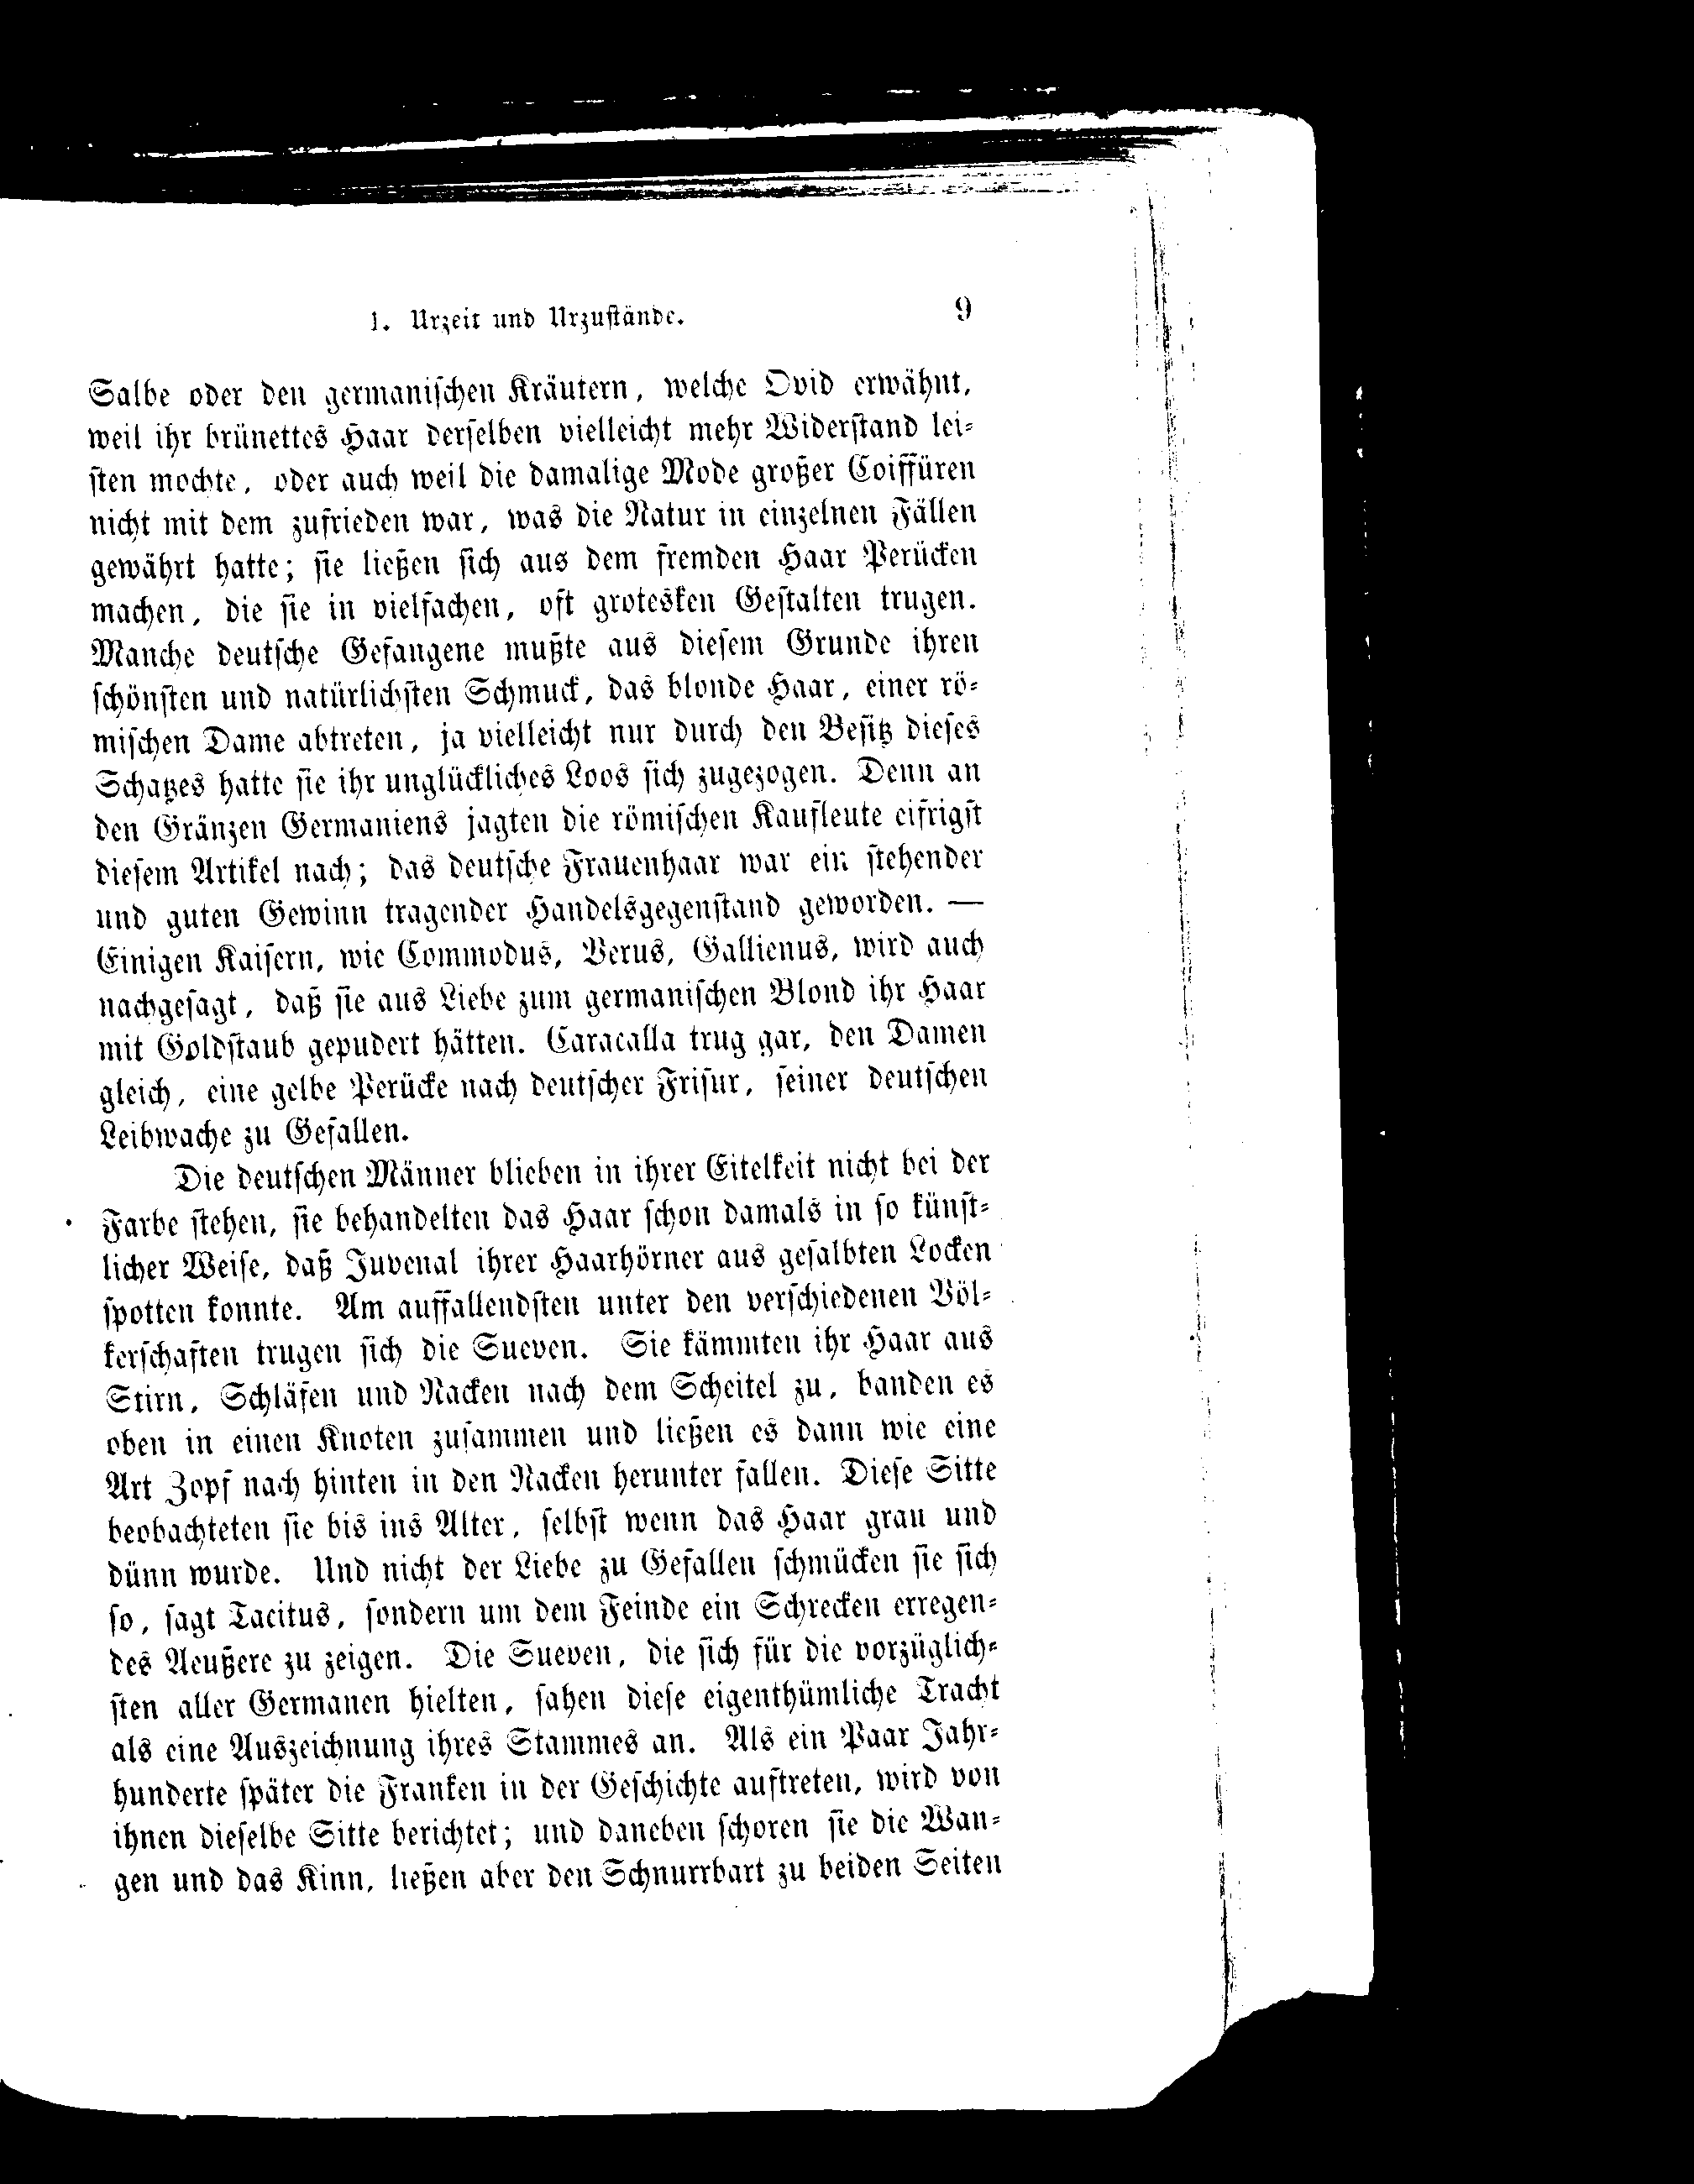 1. Urzeit und Urzustände. 9
Salbe oder den germaniſchen Kräutern, welche Ovid erwähnt,
weil ihr brünettes Haar derſelben vielleicht mehr Widerſtand lei-
ſten mochte, oder auch weil die damalige Mode großer Coiffüren
nicht mit dem zufrieden war, was die Natur in einzelnen Fällen
gewährt hatte; ſie ließen ſich aus dem fremden Haar Perücken
machen, die ſie in vielfachen, oft grotesken Geſtalten trugen.
Manche deutſche Gefangene mußte aus dieſem Grunde ihren
ſchönſten und natürlichſten Schmuck, das blonde Haar, einer rö-
miſchen Dame abtreten, ja vielleicht nur durch den Beſitz dieſes
Schatzes hatte ſie ihr unglückliches Loos ſich zugezogen. Denn an
den Gränzen Germaniens jagten die römiſchen Kaufleute eifrigſt
dieſem Artikel nach; das deutſche Frauenhaar war ein ſtehender
und guten Gewinn tragender Handelsgegenſtand geworden. —
Einigen Kaiſern, wie Commodus, Verus, Gallienus, wird auch
nachgeſagt, daß ſie aus Liebe zum germaniſchen Blond ihr Haar
mit Goldſtaub gepudert hätten. Caracalla trug gar, den Damen
gleich, eine gelbe Perücke nach deutſcher Friſur, ſeiner deutſchen
Leibwache zu Gefallen.
Die deutſchen Männer blieben in ihrer Eitelkeit nicht bei der
Farbe ſtehen, ſie behandelten das Haar ſchon damals in ſo künſt-
licher Weiſe, daß Juvenal ihrer Haarhörner aus geſalbten Locken
ſpotten konnte. Am auffallendſten unter den verſchiedenen Völ-
kerſchaften trugen ſich die Sueven. Sie kämmten ihr Haar aus
Stirn, Schläfen und Nacken nach dem Scheitel zu, banden es
oben in einen Knoten zuſammen und ließen es dann wie eine
Art Zopf nach hinten in den Nacken herunter fallen. Dieſe Sitte
beobachteten ſie bis ins Alter, ſelbſt wenn das Haar grau und
dünn wurde. Und nicht der Liebe zu Gefallen ſchmücken ſie ſich
ſo, ſagt Tacitus, ſondern um dem Feinde ein Schrecken erregen-
des Aeußere zu zeigen. Die Sueven, die ſich für die vorzüglich-
ſten aller Germanen hielten, ſahen dieſe eigenthümliche Tracht
als eine Auszeichnung ihres Stammes an. Als ein Paar Jahr-
hunderte ſpäter die Franken in der Geſchichte auftreten, wird von
ihnen dieſelbe Sitte berichtet; und daneben ſchoren ſie die Wan-
gen und das Kinn, ließen aber den Schnurrbart zu beiden Seiten